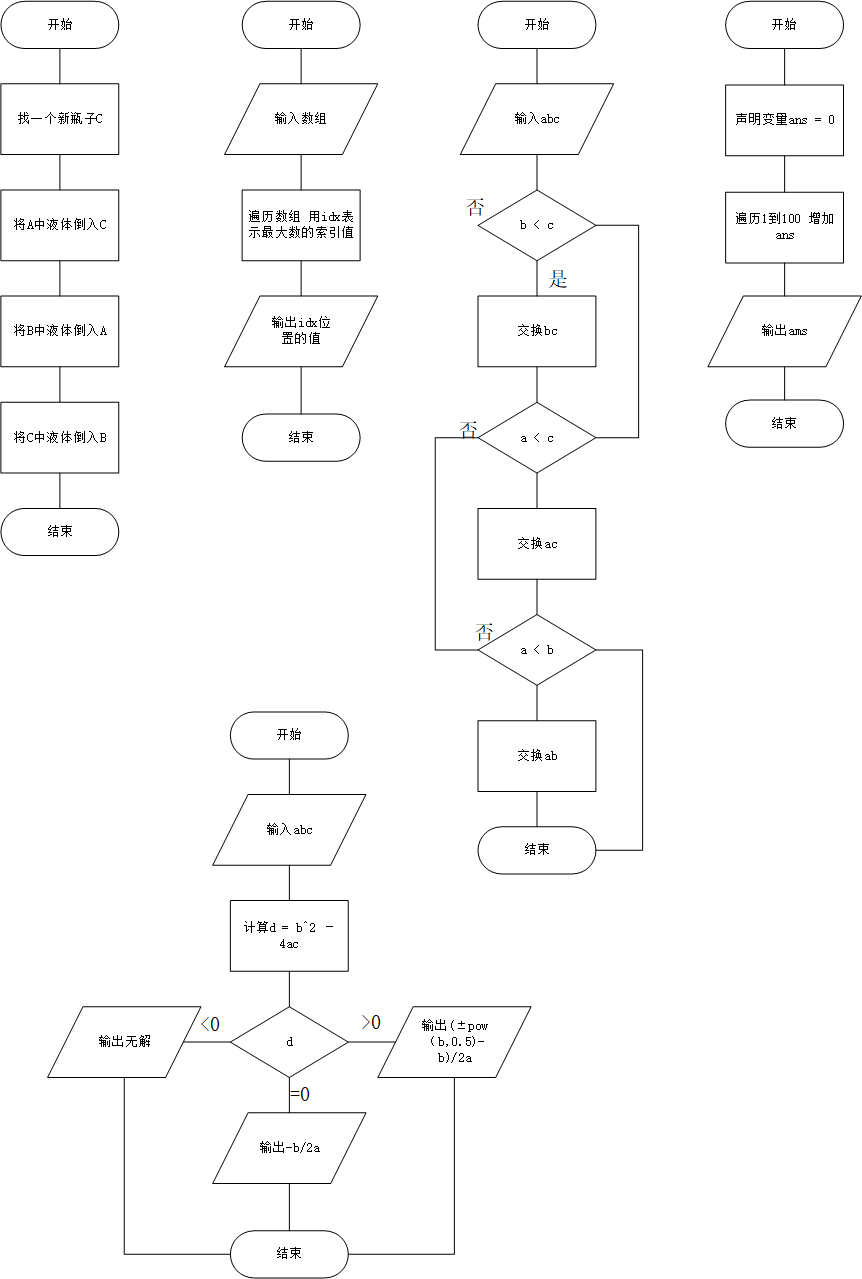 开始
找一个新瓶子C
将A中液体倒入C
将B中液体倒入A
将C中液体倒入B
结束
开始
输入数组
遍历数组 用idx表
示最大数的索引值
输出idx位
置的值
结束
开始
输入abc
否
b < c
是
交换bc
否
a < c
交换ac
否
a < b
交换ab
结束
开始
声明变量ans = 0
遍历1到100 增加
ans
输出ams
结束
开始
输入abc
计算d = b^2 -
4ac
<0
d
>0
=0
输出无解
输出-b/2a
输出(±pow
(b,0.5)-
b)/2a
结束